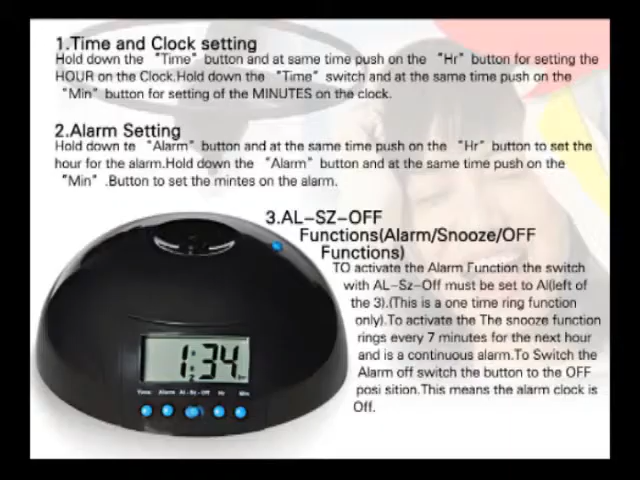 1.Time and Clock setting
Hold down the “Time” button and at same time push on the “Hr” button for setting the
HOUR on the Clock.Hold down the “Time” switch and at the same time push on the
“Min” button for setting of the MINUTES on the clock.
2.Alarm Setting
Hold down te “Alarm” button and at the same time push on the “Hr” button to set the
hour for the alarm.Hold down the “Alarm” button and at the same time push on the
“Min” .Button to set the mintes on the alarm.
3.AL-SZ-OFF
Functions(Alarm/Snooze/OFF
Functions)
TO activate the Alarm Function the switch
with AL-Sz-Off must be set to Al(left of
the 3).(This is a one time ring function
only).To activate the The snooze function
rings every 7 minutes for the next hour
and is a continuous alarm.To Switch the
Alarm off switch the button to the OFF
posi sition.This means the alarm clock is
Off.
1:34
Time Alarm Al-Sz-Off Hr Min